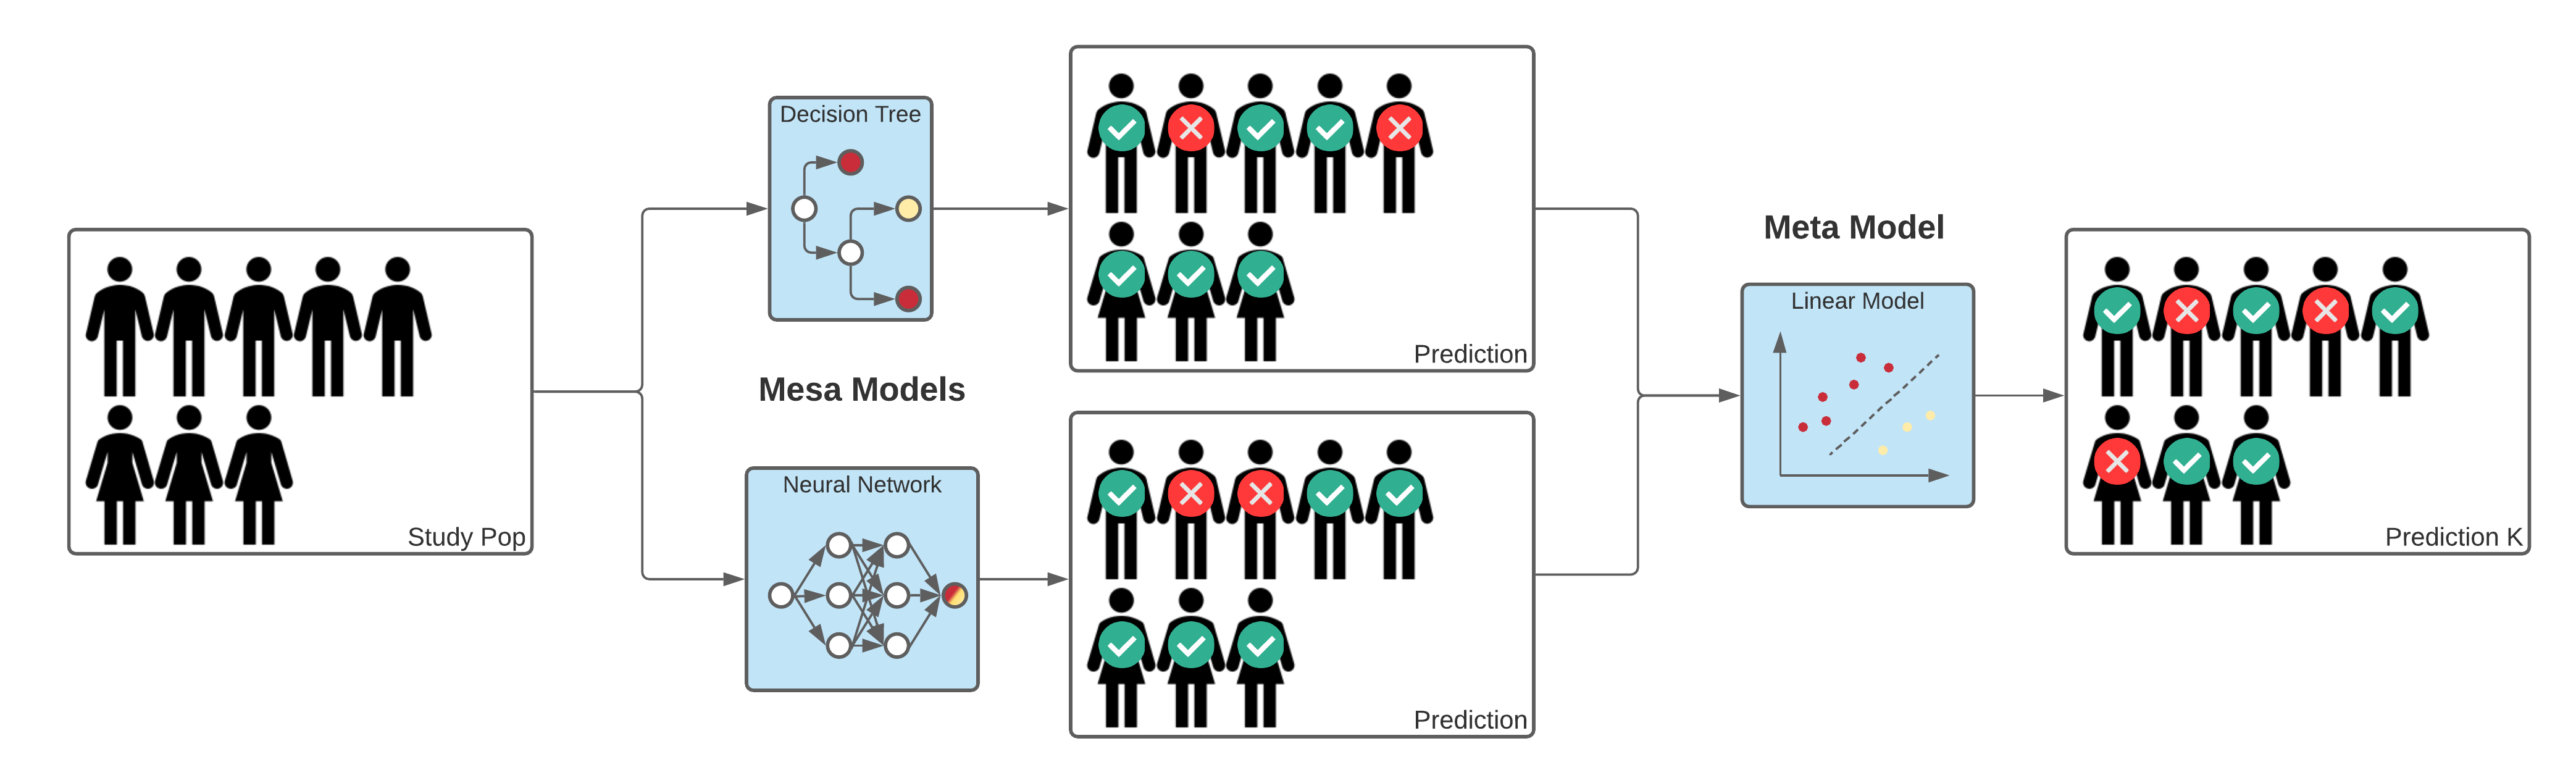 Study Pop
Decision Tree
Mesa Models
Neural Network
Prediction
Prediction
Meta Model
Linear Model
Prediction K